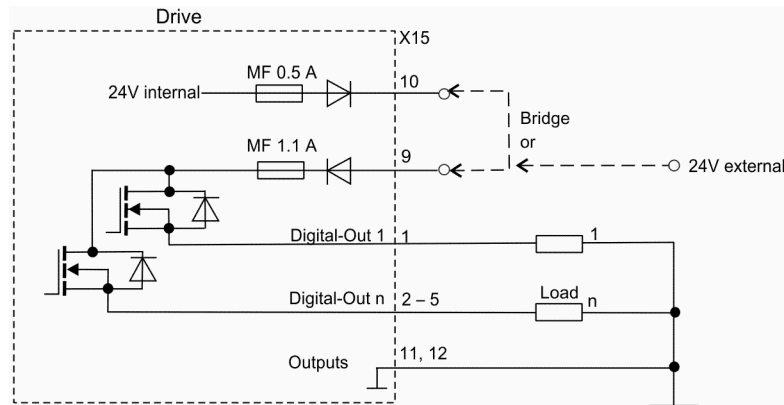 Drive
X15
MF 0.5 A
24V internal
10
Bridge
or
MF 1.1 A
9
24V external
Digital-Out 1
1
1
Digital-Out n
2 – 5
Load
n
Outputs
11, 12